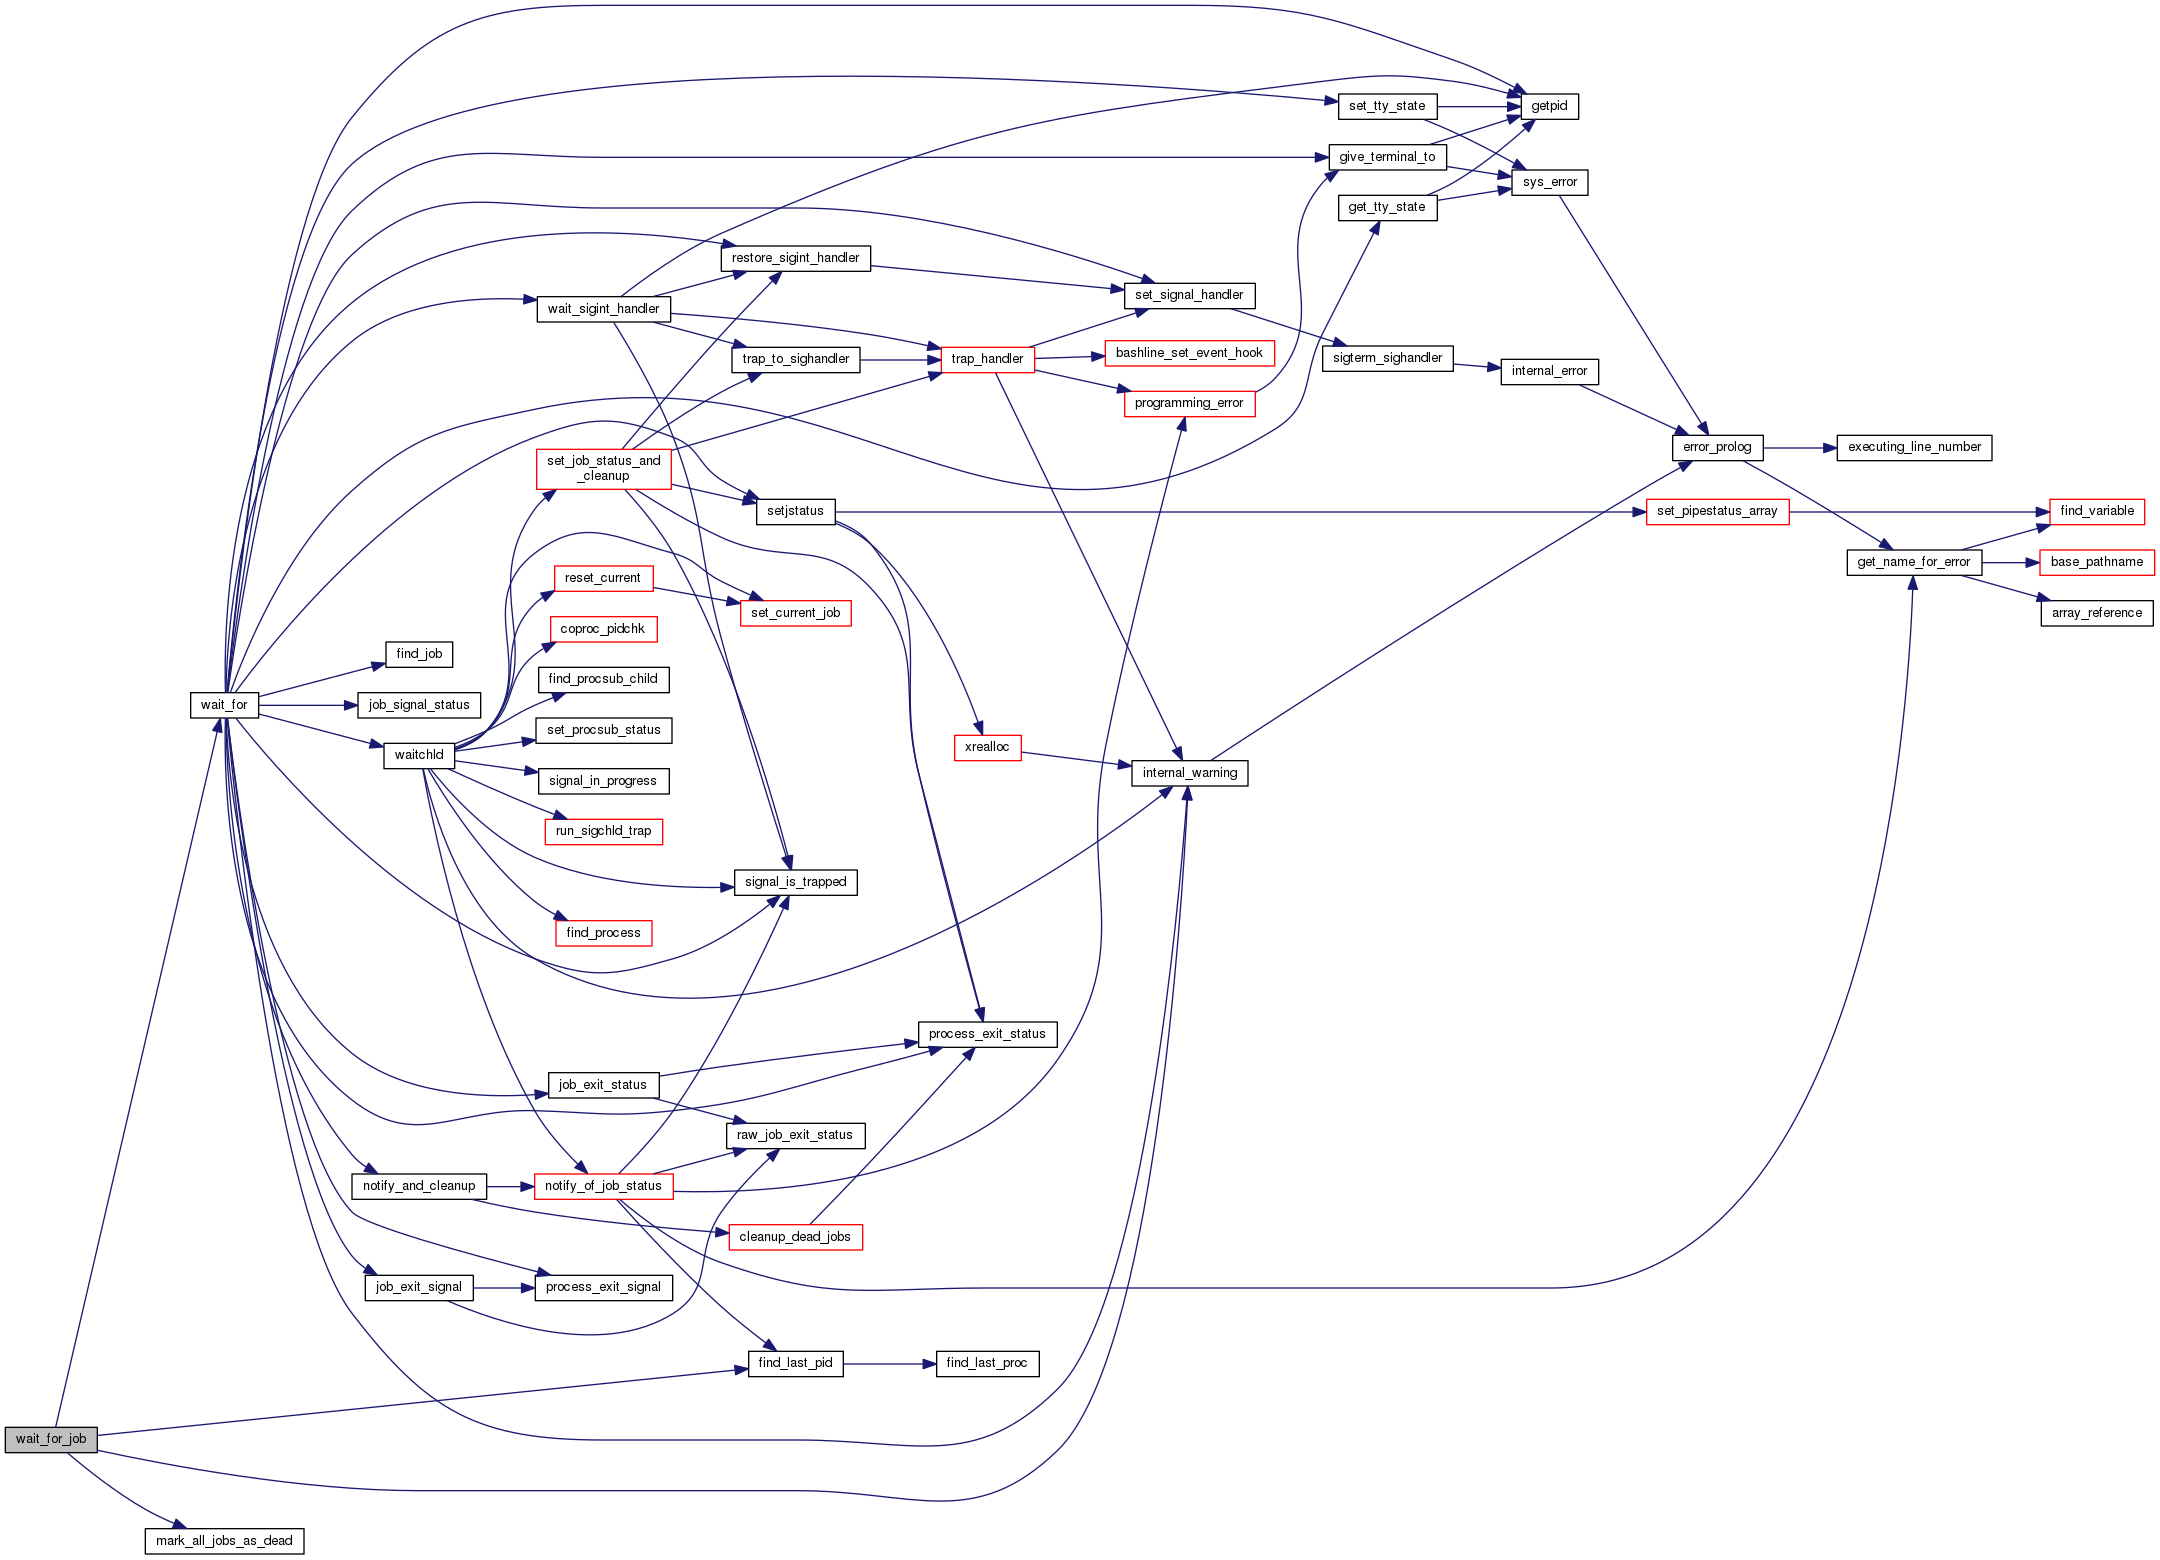 getpid
set_tty_state
give_terminal_to
sys_error
get_tty_state
restore_sigint_handler
set_signal_handler
wait_sigint_handler
trap_to_sighandler
trap_handler
bashline_set_event_hook
sigterm_sighandler
internal_error
programming_error
error_prolog
executing_line_number
set_job_status_and
_cleanup
setjstatus
set_pipestatus_array
find_variable
get_name_for_error
base_pathname
reset_current
set_current_job
array_reference
coproc_pidchk
find_job
find_procsub_child
wait_for
job_signal_status
set_procsub_status
waitchld
xrealloc
internal_warning
signal_in_progress
run_sigchld_trap
signal_is_trapped
find_process
process_exit_status
job_exit_status
raw_job_exit_status
notify_and_cleanup
notify_of_job_status
cleanup_dead_jobs
job_exit_signal
process_exit_signal
find_last_pid
find_last_proc
wait_for_job
mark_all_jobs_as_dead